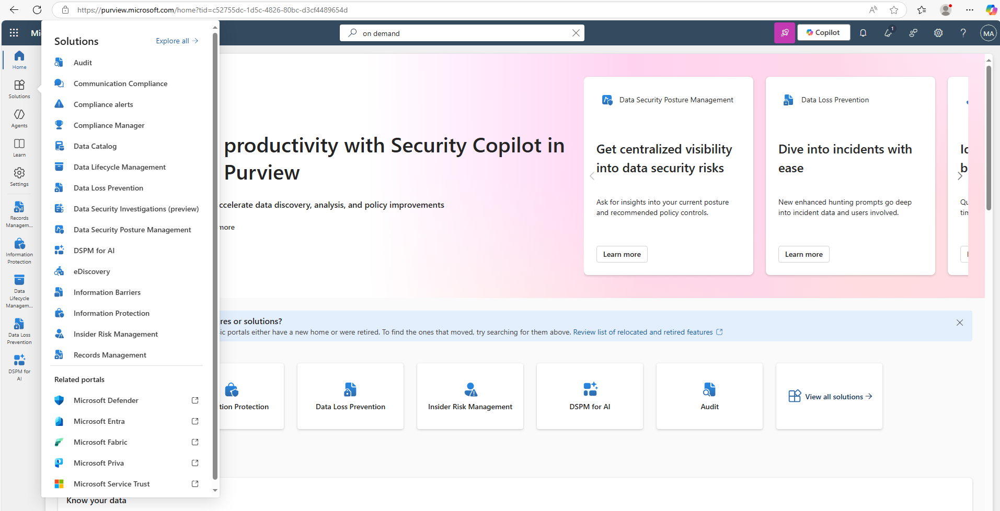 https://purview.microsoft.com/home?tid=c52755dc-1d5c-4826-80bc-d3cf4489654d
on demand
Copilot
1
MA
Home
Solutions
Agents
Learn
Settings
Records
Managem...
Information
Protection
Data
Lifecycle
Managem...
Data Loss
Prevention
DSPM for
AI
Solutions
Explore all
Audit
Communication Compliance
Compliance alerts
Compliance Manager
Data Catalog
Data Lifecycle Management
Data Loss Prevention
Data Security Investigations (preview)
Data Security Posture Management
DSPM for AI
eDiscovery
Information Barriers
Information Protection
Insider Risk Management
Records Management
Related portals
Microsoft Defender
Microsoft Entra
Microsoft Fabric
Microsoft Priva
Microsoft Service Trust
productivity with Security Copilot in
Purview
ccelerate data discovery, analysis, and policy improvements
more
Data Security Posture Management
Get centralized visibility
into data security risks
Ask for insights into your current posture
and recommended policy controls.
Learn more
Data Loss Prevention
Dive into incidents with
ease
New enhanced hunting prompts go deep
into incident data and users involved.
Learn more
res or solutions?
ic portals either have a new home or were retired. To find the ones that moved, try searching for them above. Review list of relocated and retired features
tion Protection
Data Loss Prevention
Insider Risk Management
DSPM for AI
Audit
View all solutions
Know your data